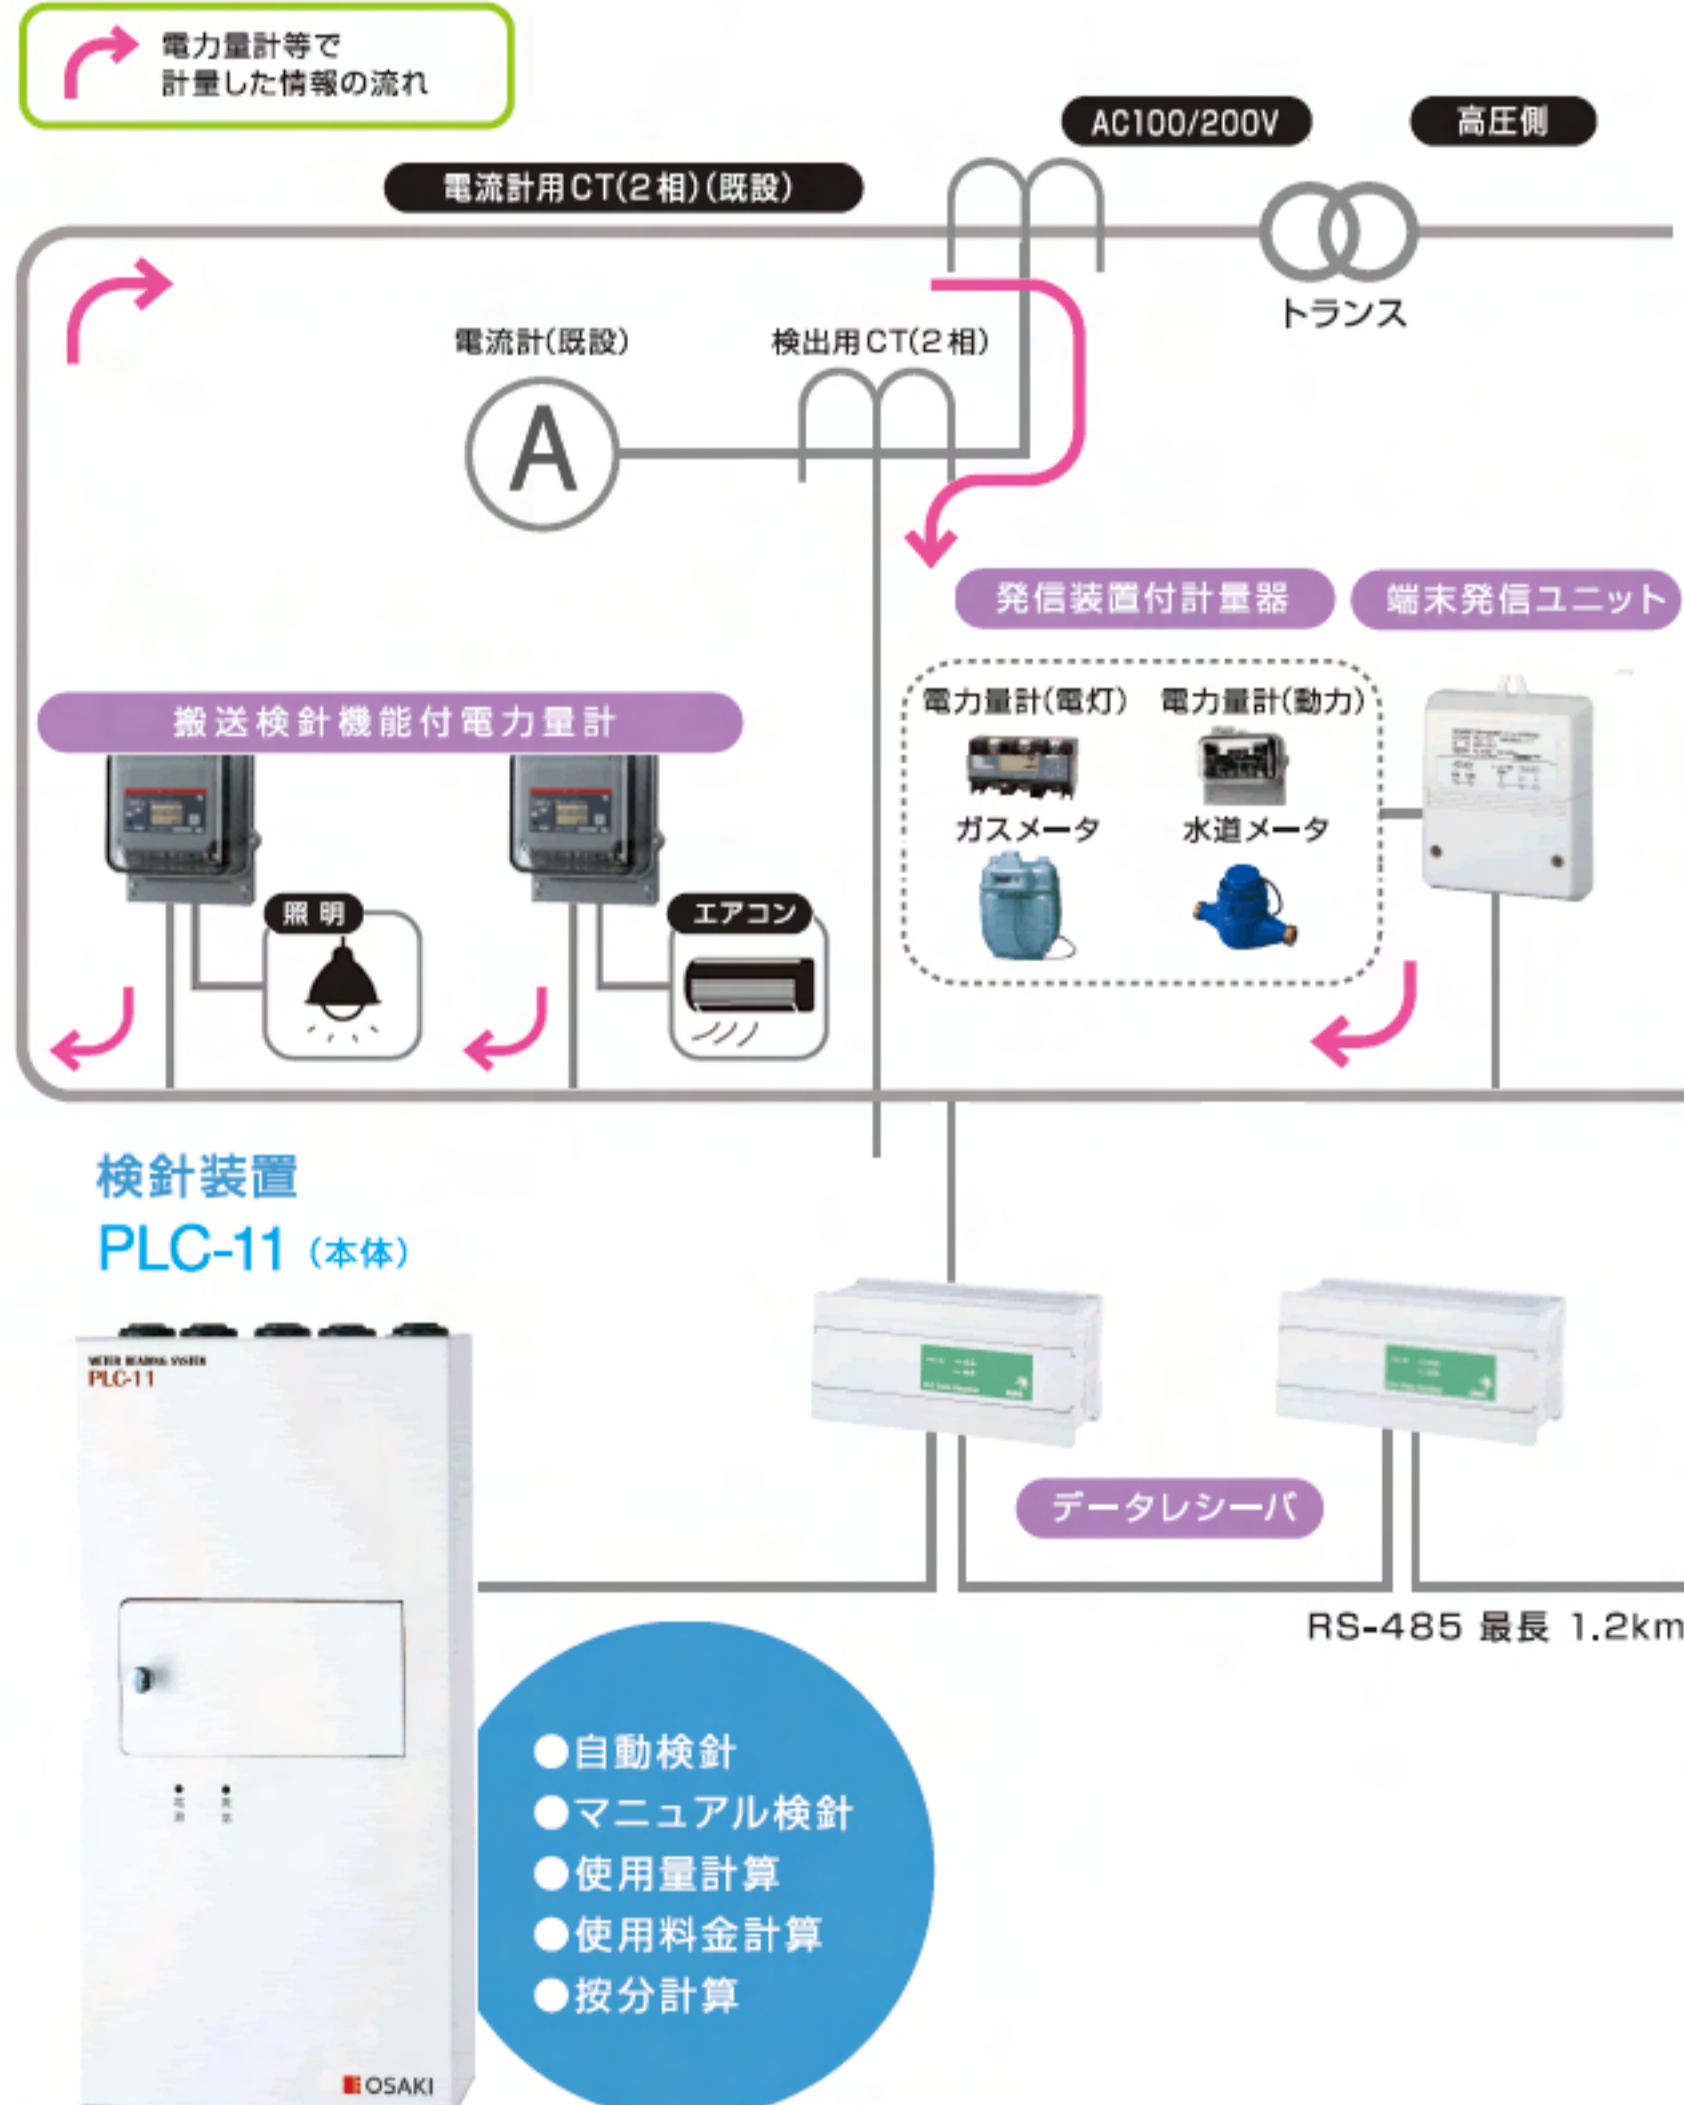 電力量計等で
計量した情報の流れ
AC100/200V
高圧側
電流計用CT(2相)(既設)
トランス
電流計(既設)
検出用CT(2相)
A
発信装置付計量器
端末発信ユニット
電力量計(電灯)
電力量計(動力)
搬送検針機能付電力量計
ガスメータ
水道メータ
照明
エアコン
検針装置
PLC-11(本体)
METER READING SYSTEM
PLC-11
データレシーバ
RS-485 最長 1.2km
●自動検針
●マニュアル検針
●使用量計算
●使用料金計算
●按分計算
OSAKI